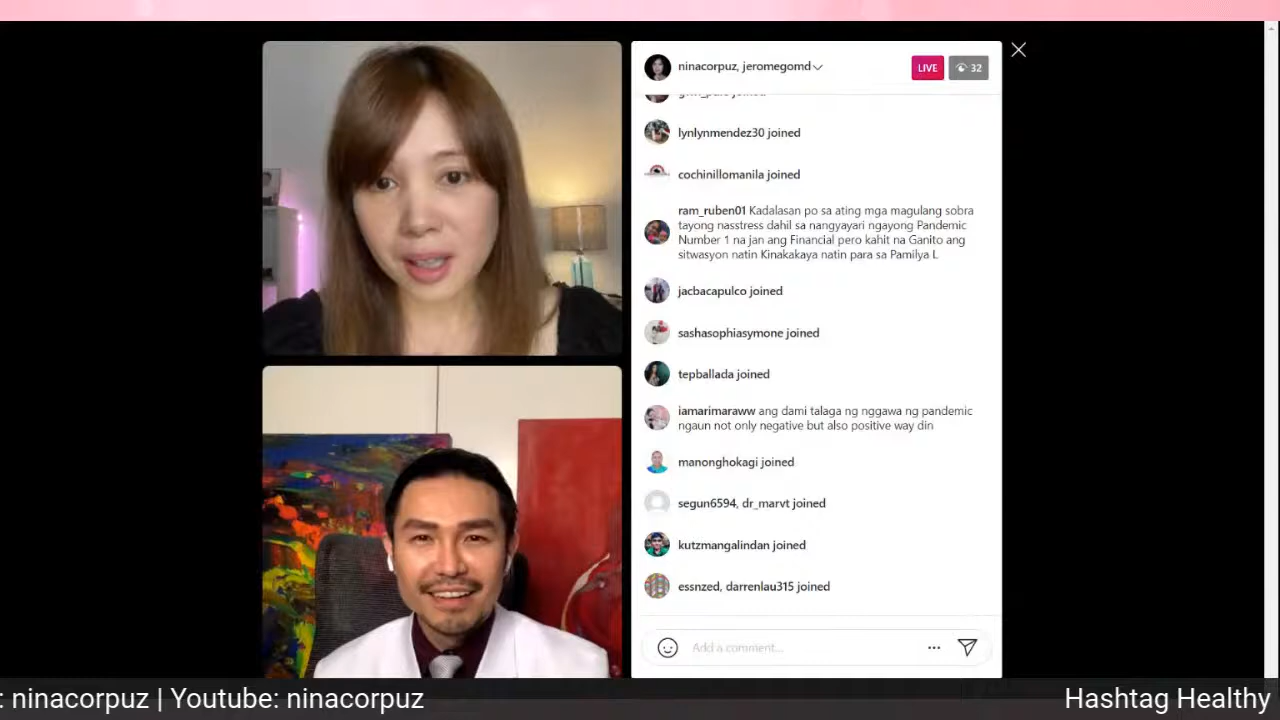 ninacorpuz, jeromegomd
LIVE
32
lynlynmendez30 joined
cochinillomanila joined
ram_ruben01 Kadalasan po sa ating mga magulang sobra
tayong nasstress dahil sa nangyayari ngayong Pandemic
Number 1 na jan ang Financial pero kahit na Ganito ang
sitwasyon natin Kinakakaya natin para sa Pamilya L
jacbacapulco joined
sashasophiasymone joined
tepballada joined
iamarimaraww ang dami talaga ng nggawa ng pandemic
ngaun not only negative but also positive way din
manonghokagi joined
segun6594, dr_marvt joined
kutzmangalindan joined
essnzed, darrenlau315 joined
Add a comment...
: ninacorpuz | Youtube: ninacorpuz
Hashtag Healthy